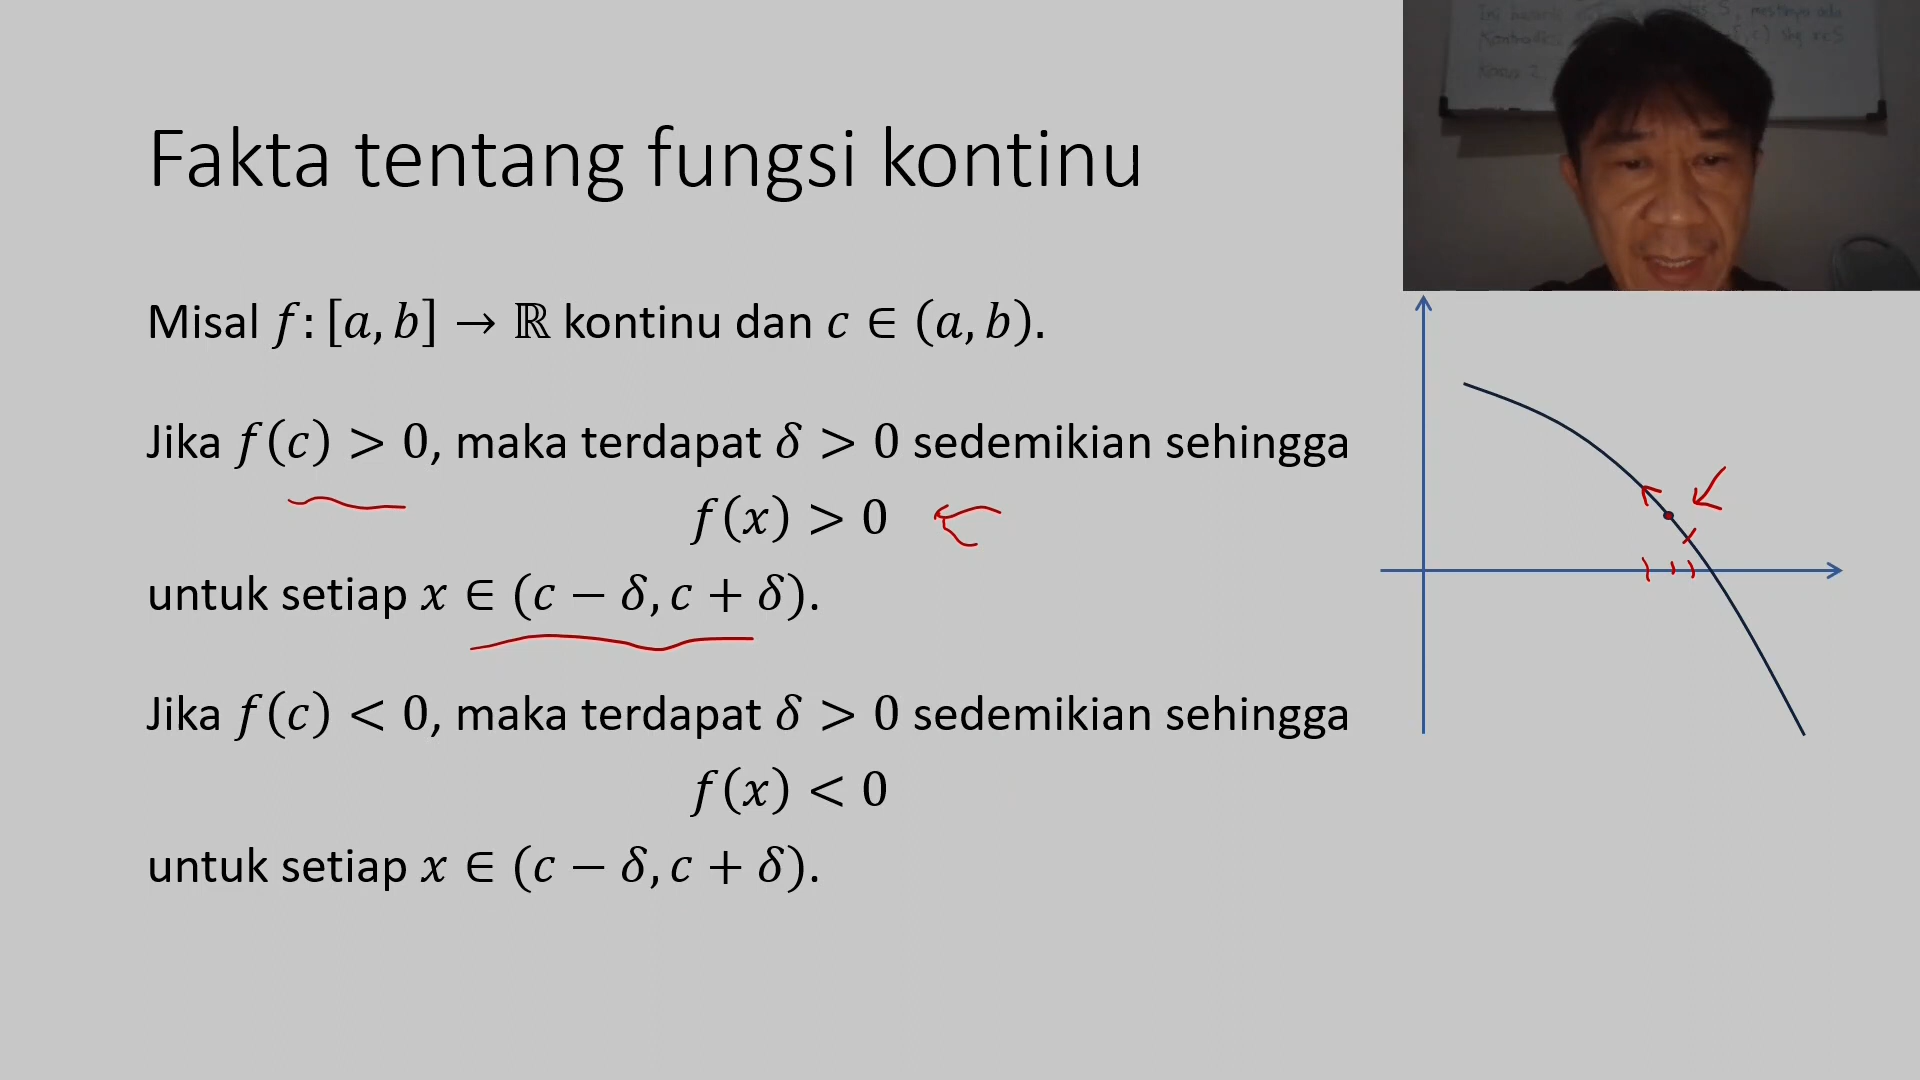 Fakta tentang fungsi kontinu
Misal 𝑓: [𝑎, 𝑏] → ℝ kontinu dan 𝑐 ∈ (𝑎, 𝑏).
Jika 𝑓(𝑐) > 0, maka terdapat 𝛿 > 0 sedemikian sehingga
𝑓(𝑥) > 0
untuk setiap 𝑥 ∈ (𝑐 − 𝛿, 𝑐 + 𝛿).
Jika 𝑓(𝑐) < 0, maka terdapat 𝛿 > 0 sedemikian sehingga
𝑓(𝑥) < 0
untuk setiap 𝑥 ∈ (𝑐 − 𝛿, 𝑐 + 𝛿).